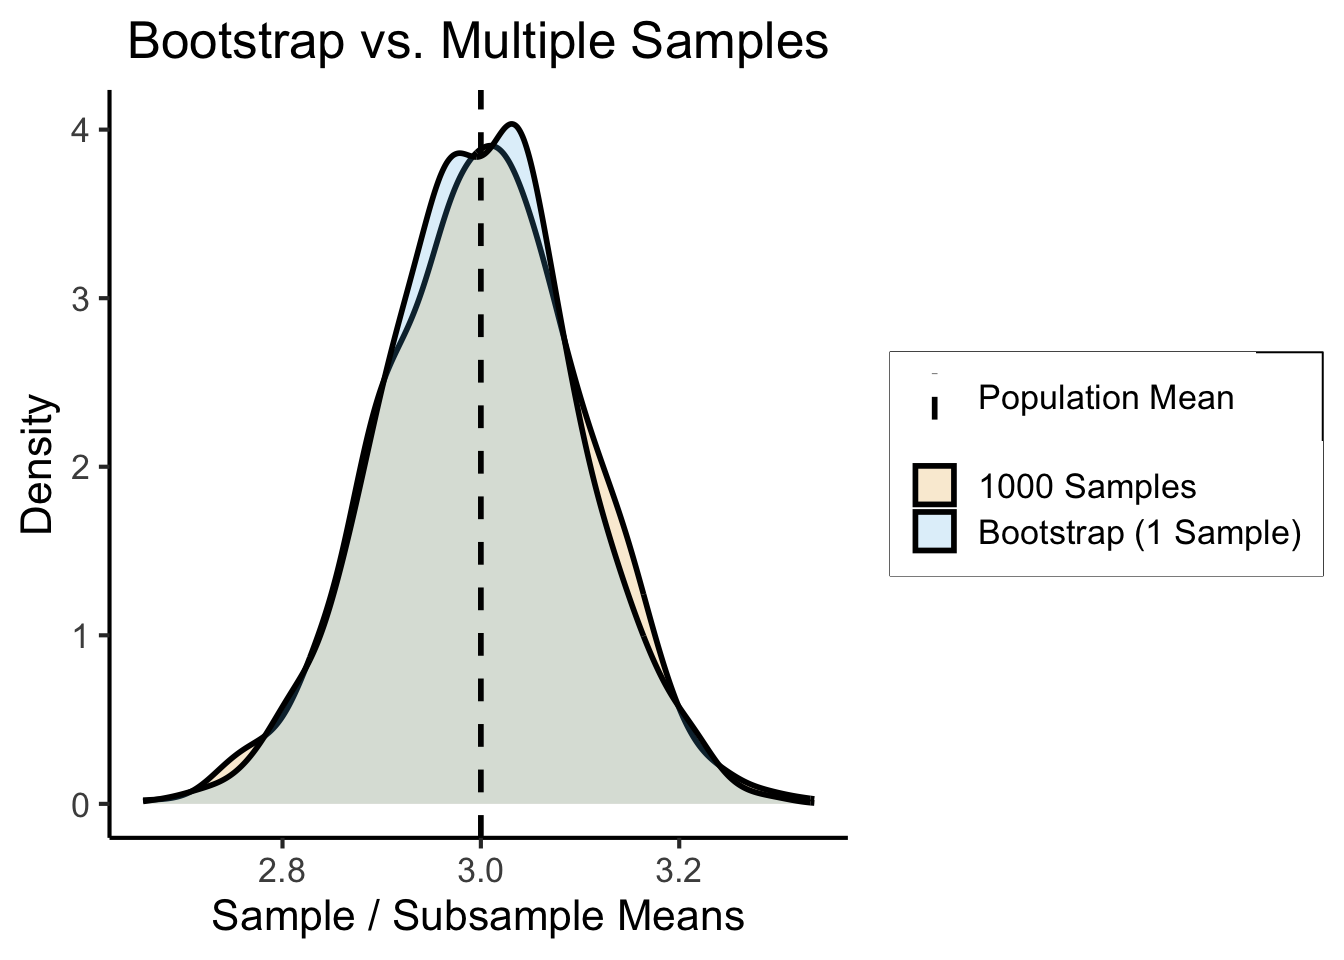 Bootstrap vs. Multiple Samples
4
3
2
1
0
Density
2.8 3.0 3.2
Sample / Subsample Means
Population Mean
1000 Samples
Bootstrap (1 Sample)